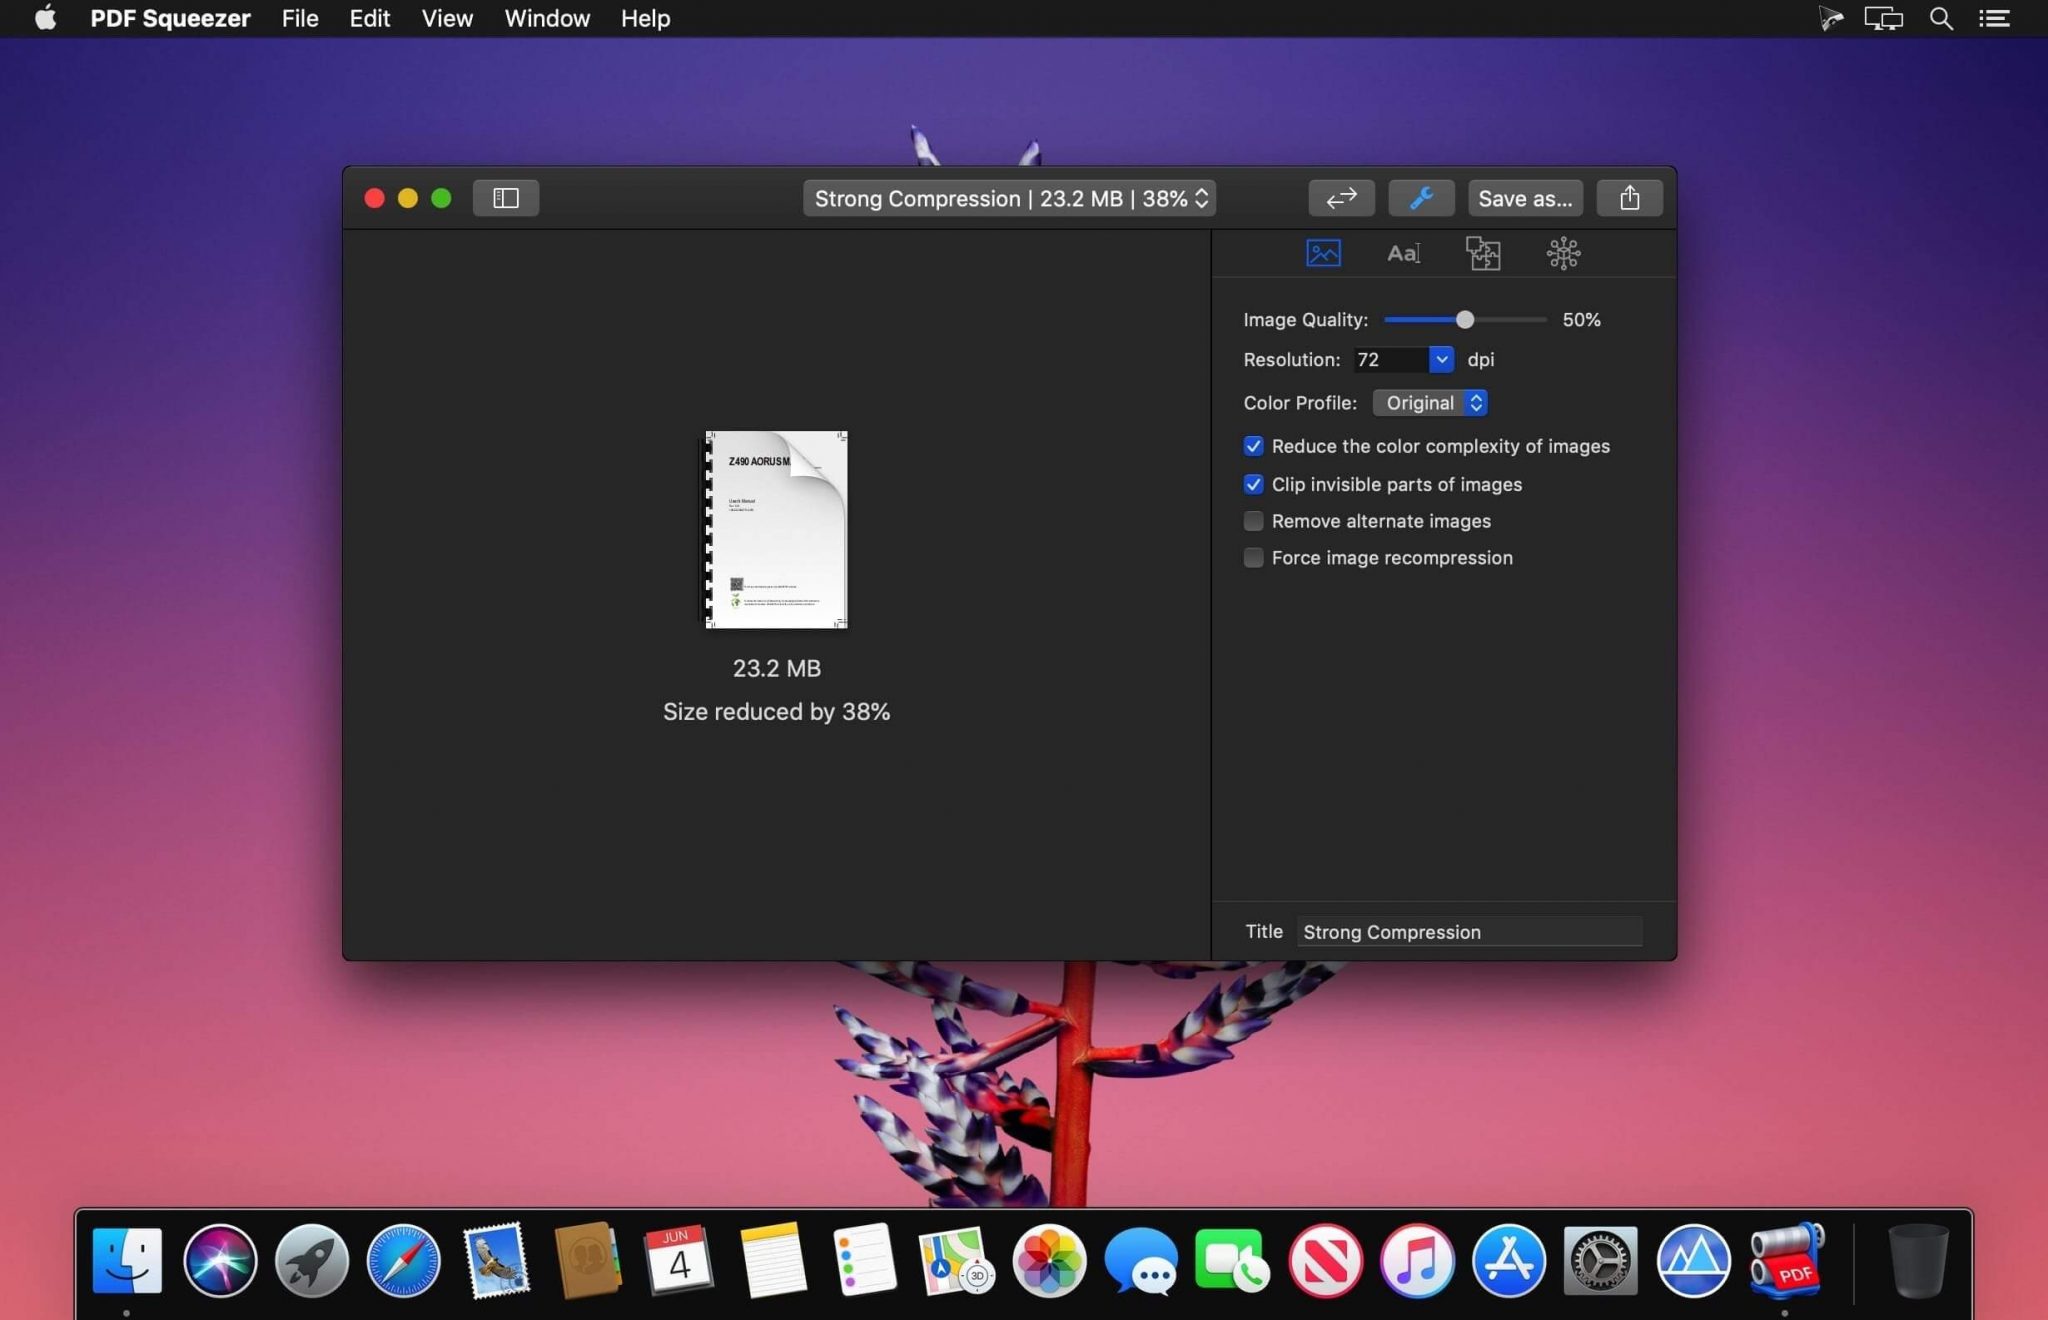 PDF Squeezer File Edit View Window Help
Strong Compression | 23.2 MB | 38%
Save as...
Aa
Image Quality: 50%
Resolution: 72 dpi
Color Profile: Original
Reduce the color complexity of images
Clip invisible parts of images
Remove alternate images
Force image recompression
Z490 AORUS M
User's Manual
23.2 MB
Size reduced by 38%
Title Strong Compression
JUN
4
3D
PDF